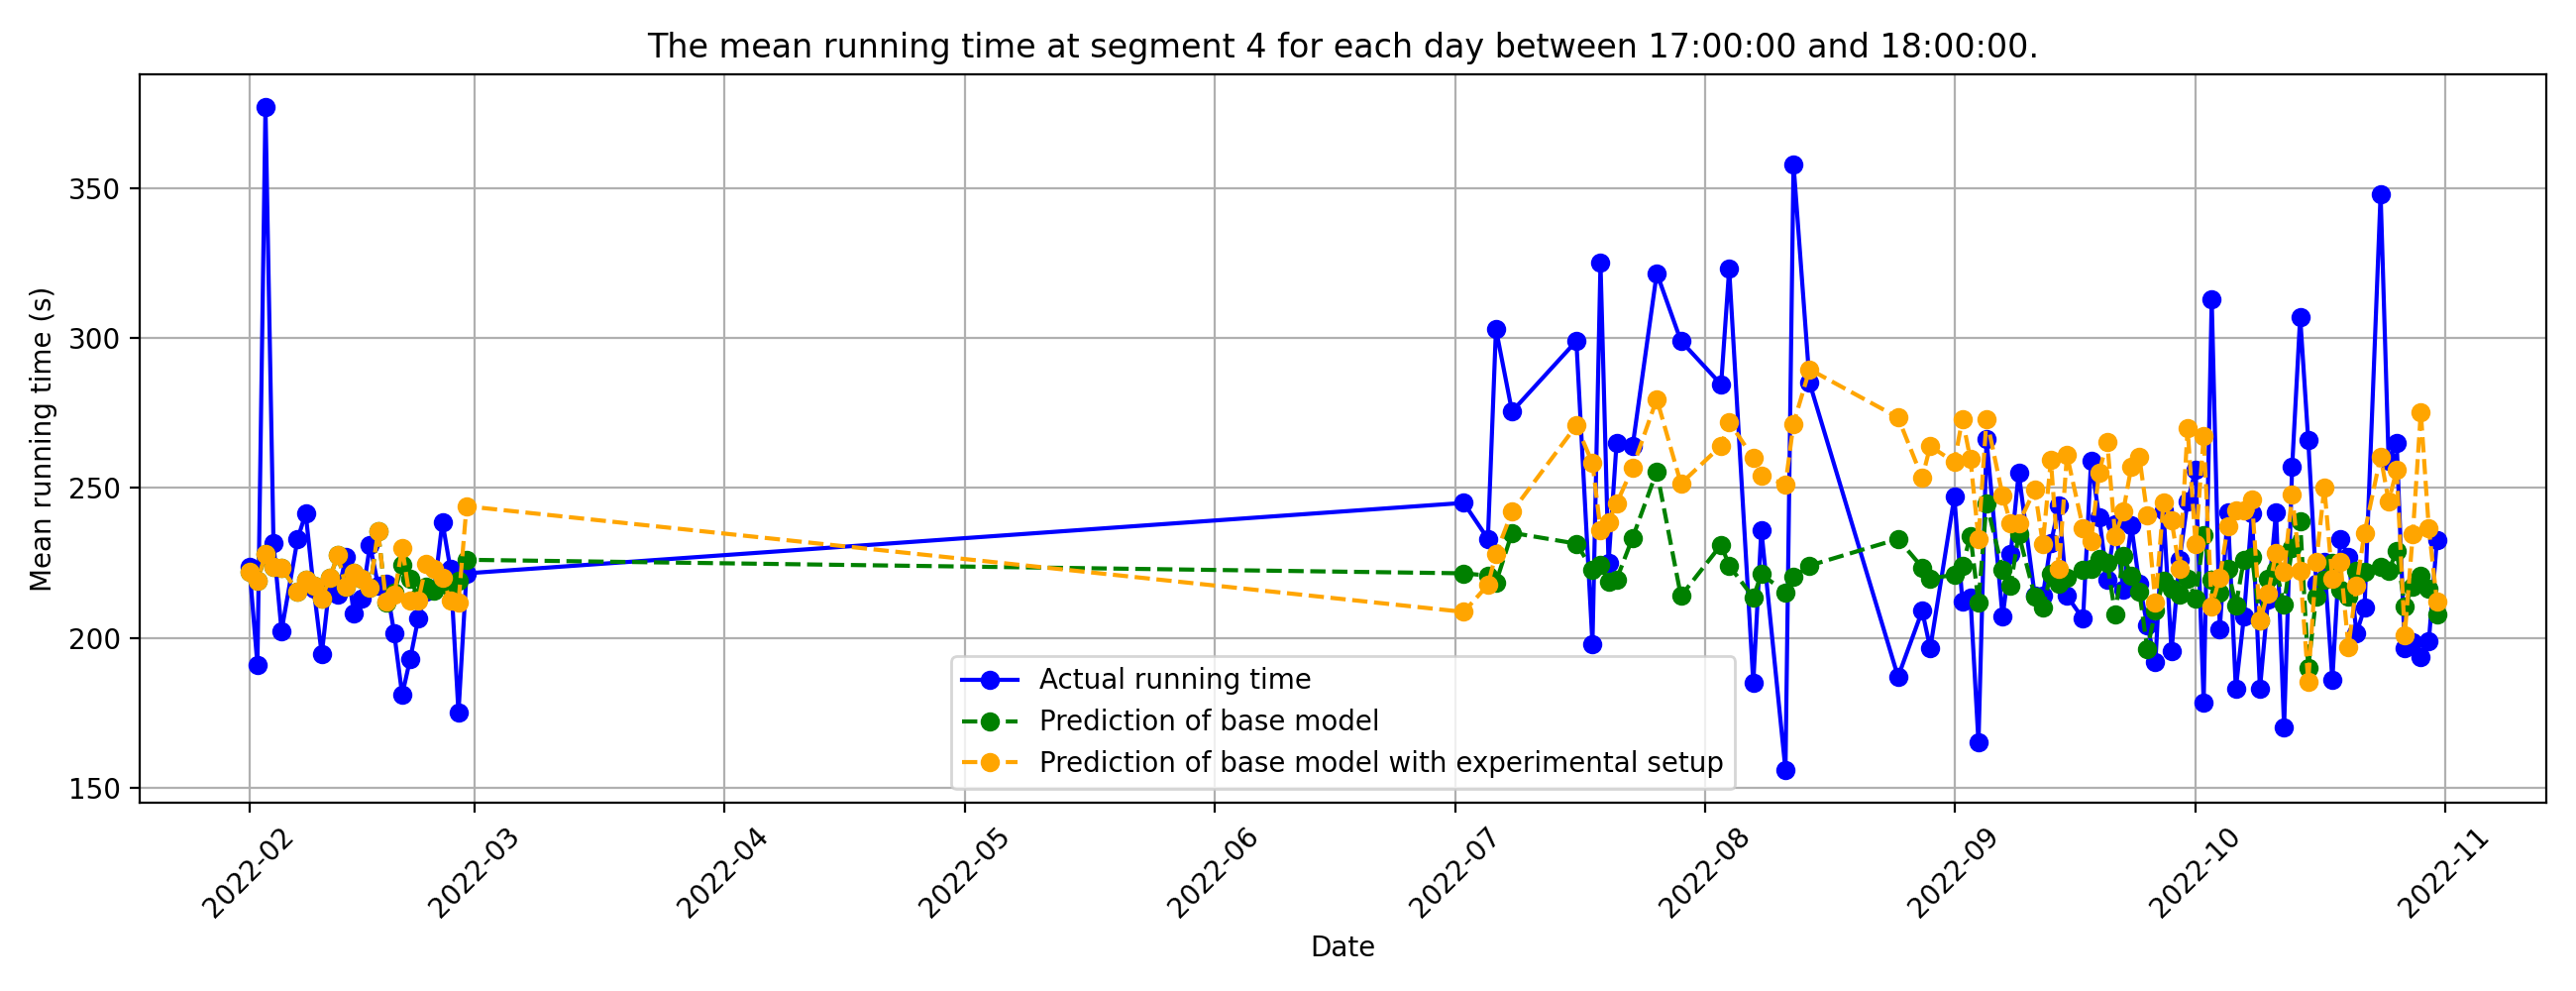 The mean running time at segment 4 for each day between 17:00:00 and 18:00:00.
Mean running time (s)
350
300
250
200
150
Actual running time
Prediction of base model
Prediction of base model with experimental setup
2022-02
2022-03
2022-04
2022-05
2022-06
2022-07
2022-08
2022-09
2022-10
2022-11
Date